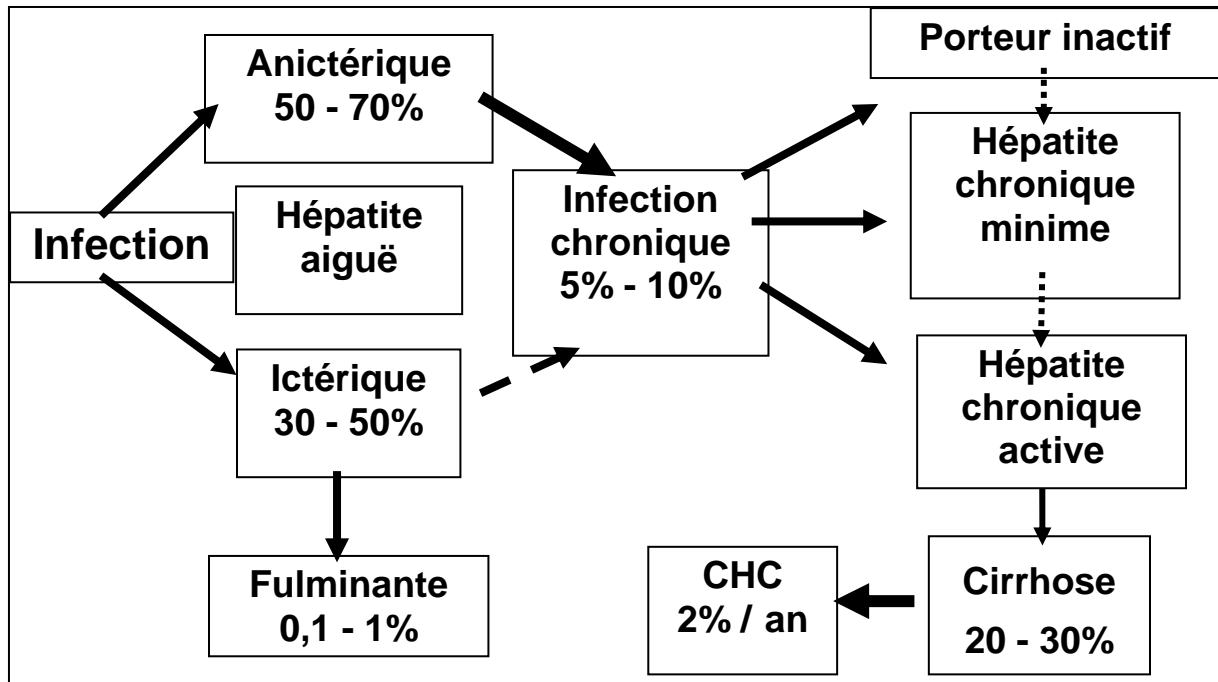 Infection
Anictérique
50 - 70%
Hépatite
aiguë
Ictérique
30 - 50%
Fulminante
0,1 - 1%
Infection
chronique
5% - 10%
Porteur inactif
Hépatite
chronique
minime
Hépatite
chronique
active
Cirrhose
20 - 30%
CHC
2% / an